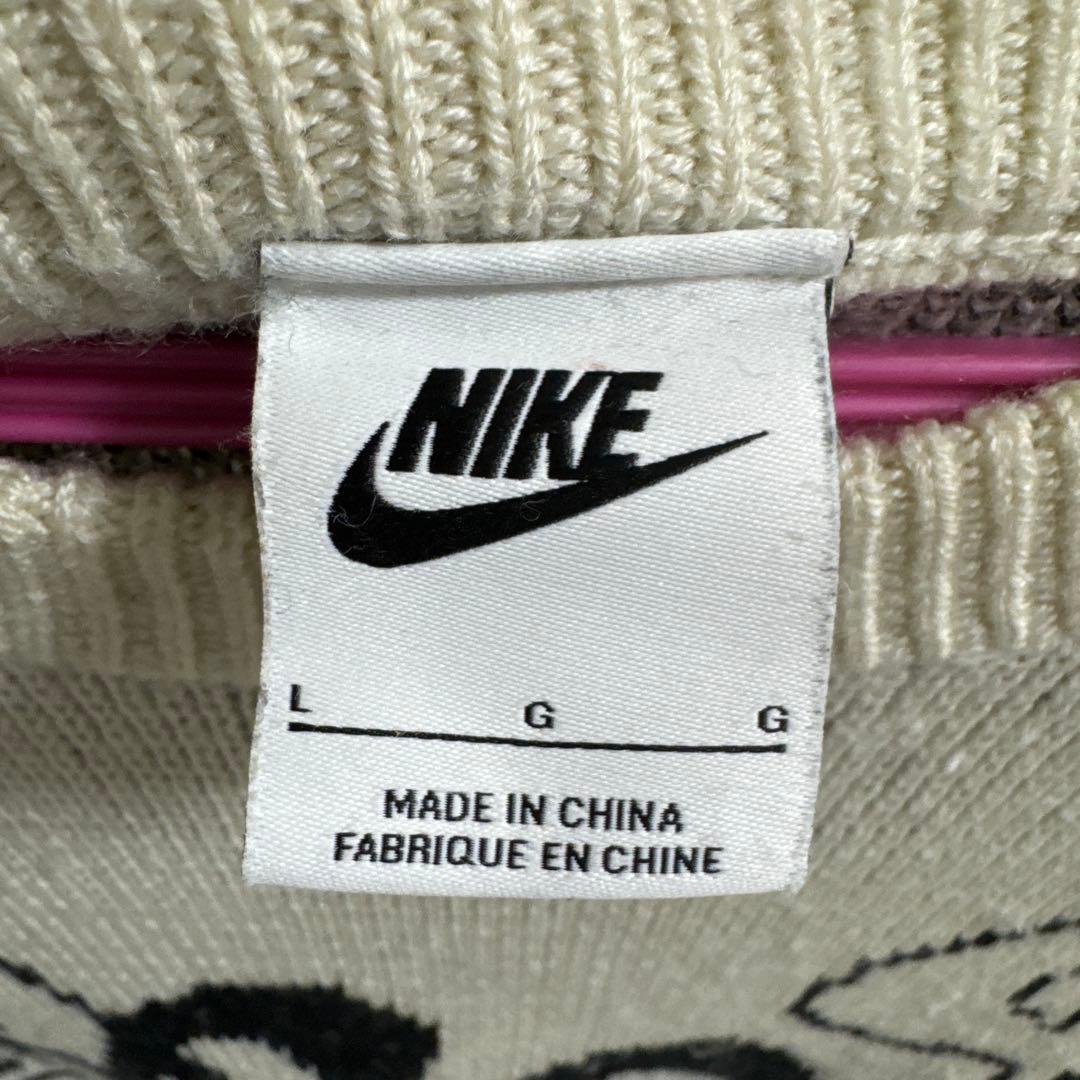 NIKE
L G G
MADE IN CHINA
FABRIQUE EN CHINE